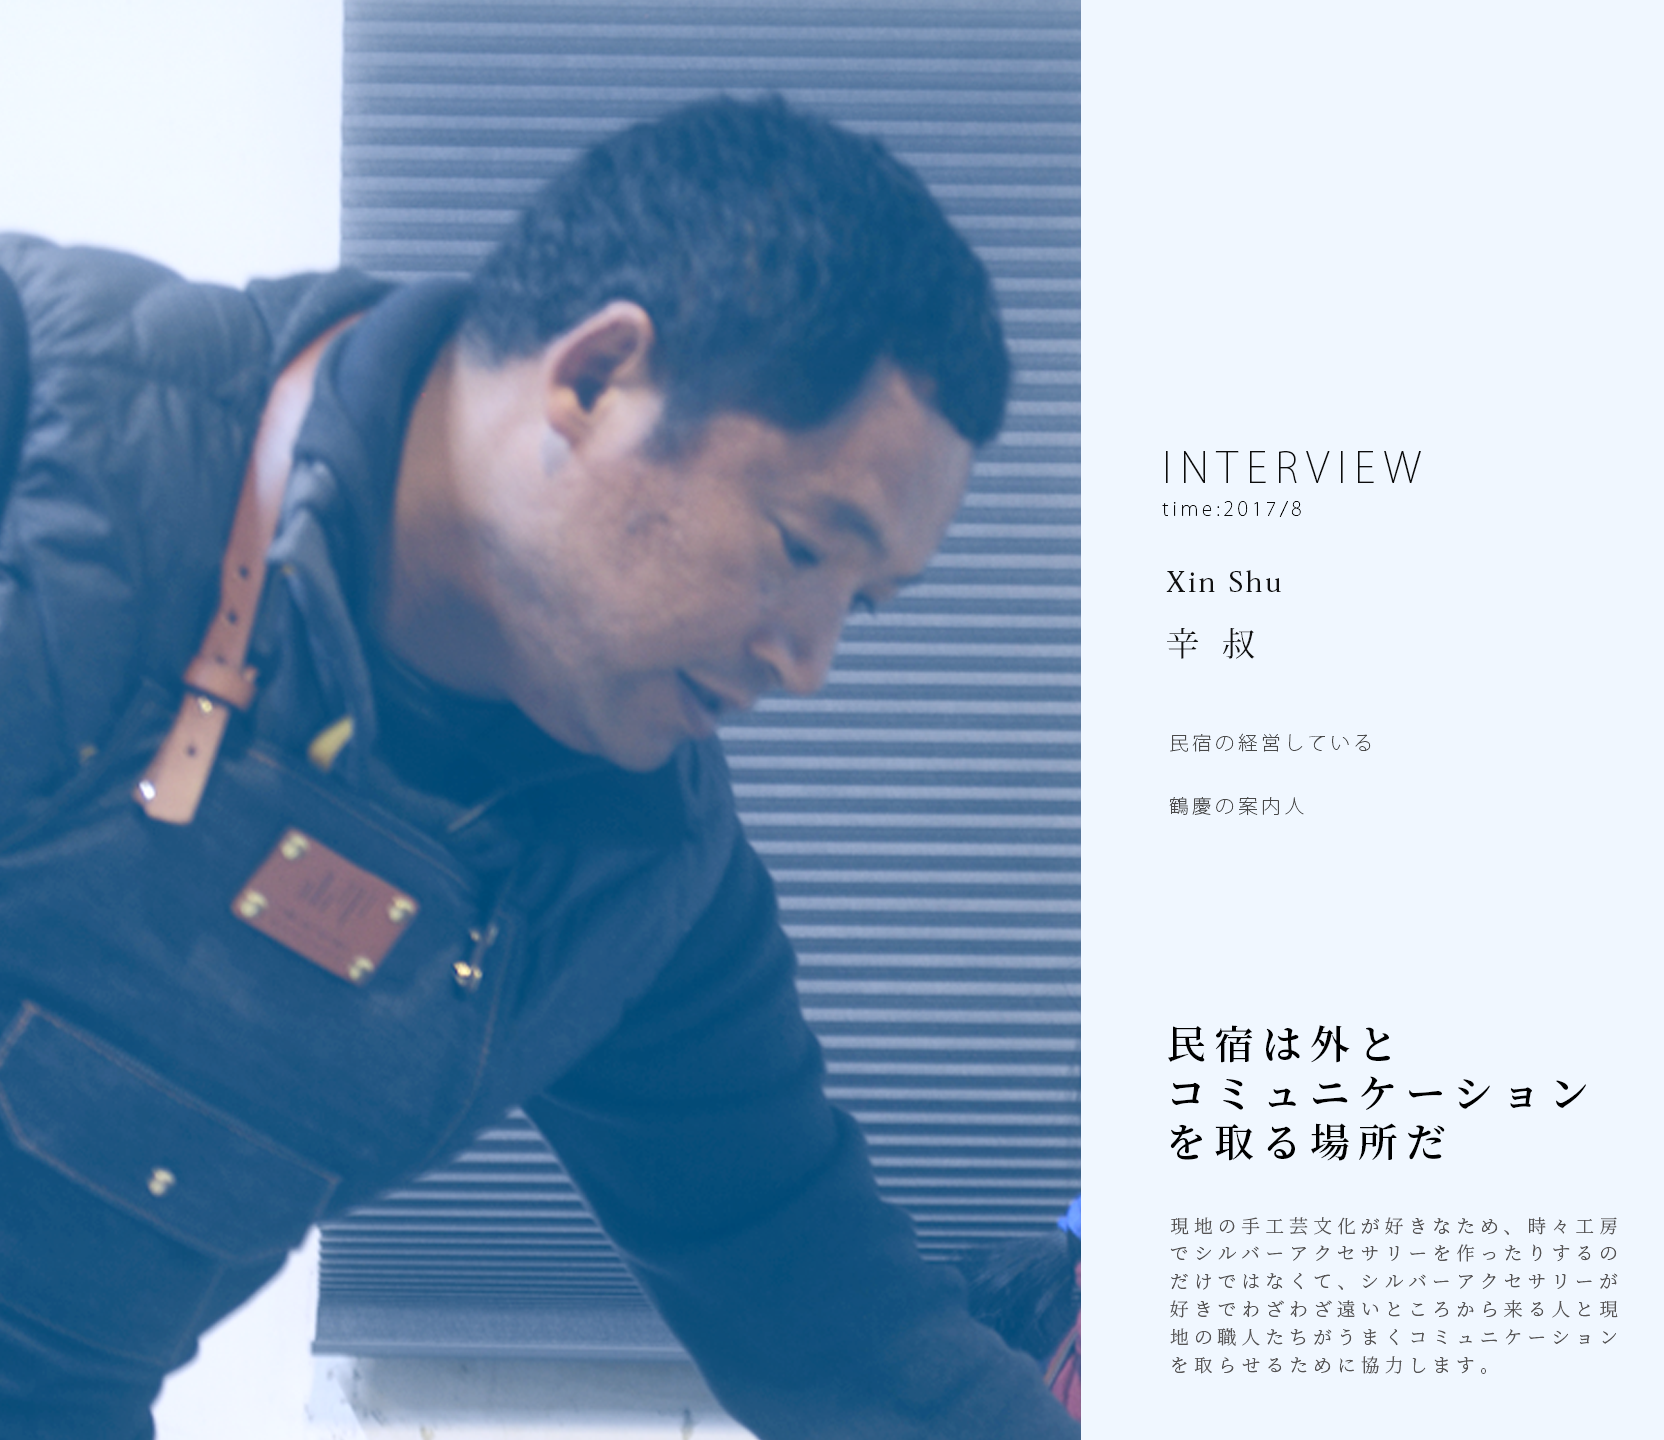 INTERVIEW
time:2017/8
Xin Shu
辛 叔
民宿の経営している
鶴慶の案内人
民宿は外と
コミュニケーション
を取る場所だ
現地の手工芸文化が好きなため、時々工房
でシルバーアクセサリーを作ったりするの
だけではなくて、シルバーアクセサリーが
好きでわざわざ遠いところから来る人と現
地の職人たちがうまくコミュニケーション
を取らせるために協力します。